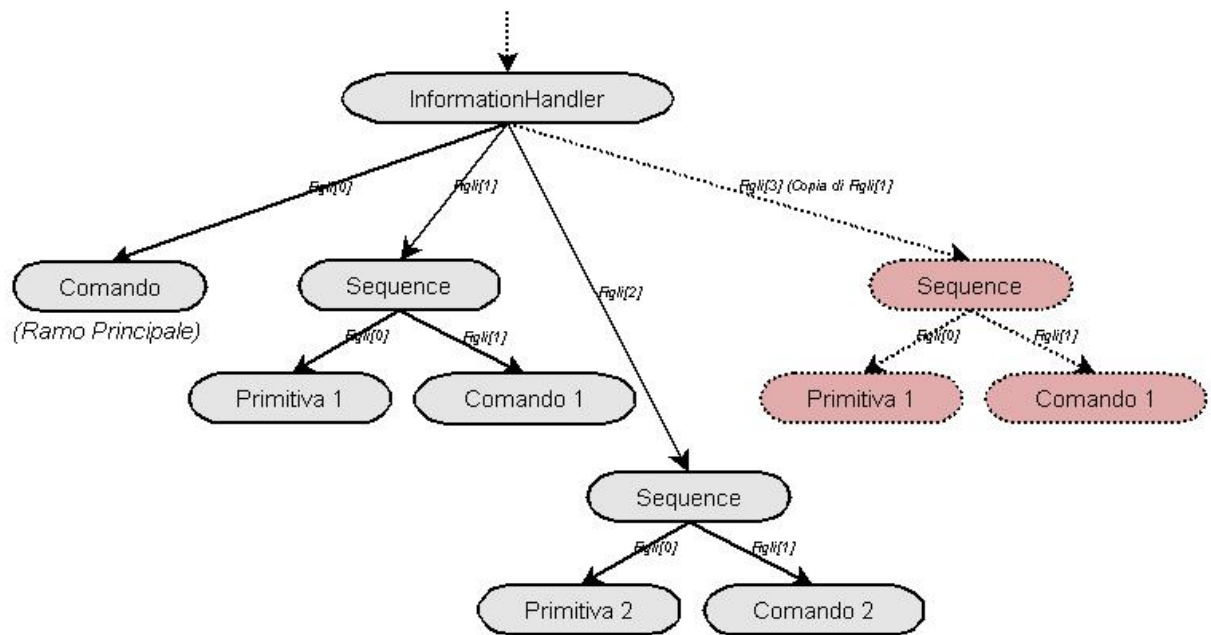 InformationHandler
Figli[0]
Figli[1]
Figli[3] (Copia di Figli[1]
Figli[2]
Comando
(Ramo Principale)
Sequence
Figli[0]
Figli[1]
Primitiva 1
Comando 1
Sequence
Figli[0]
Figli[1]
Primitiva 1
Comando 1
Sequence
Figli[0]
Figli[1]
Primitiva 2
Comando 2